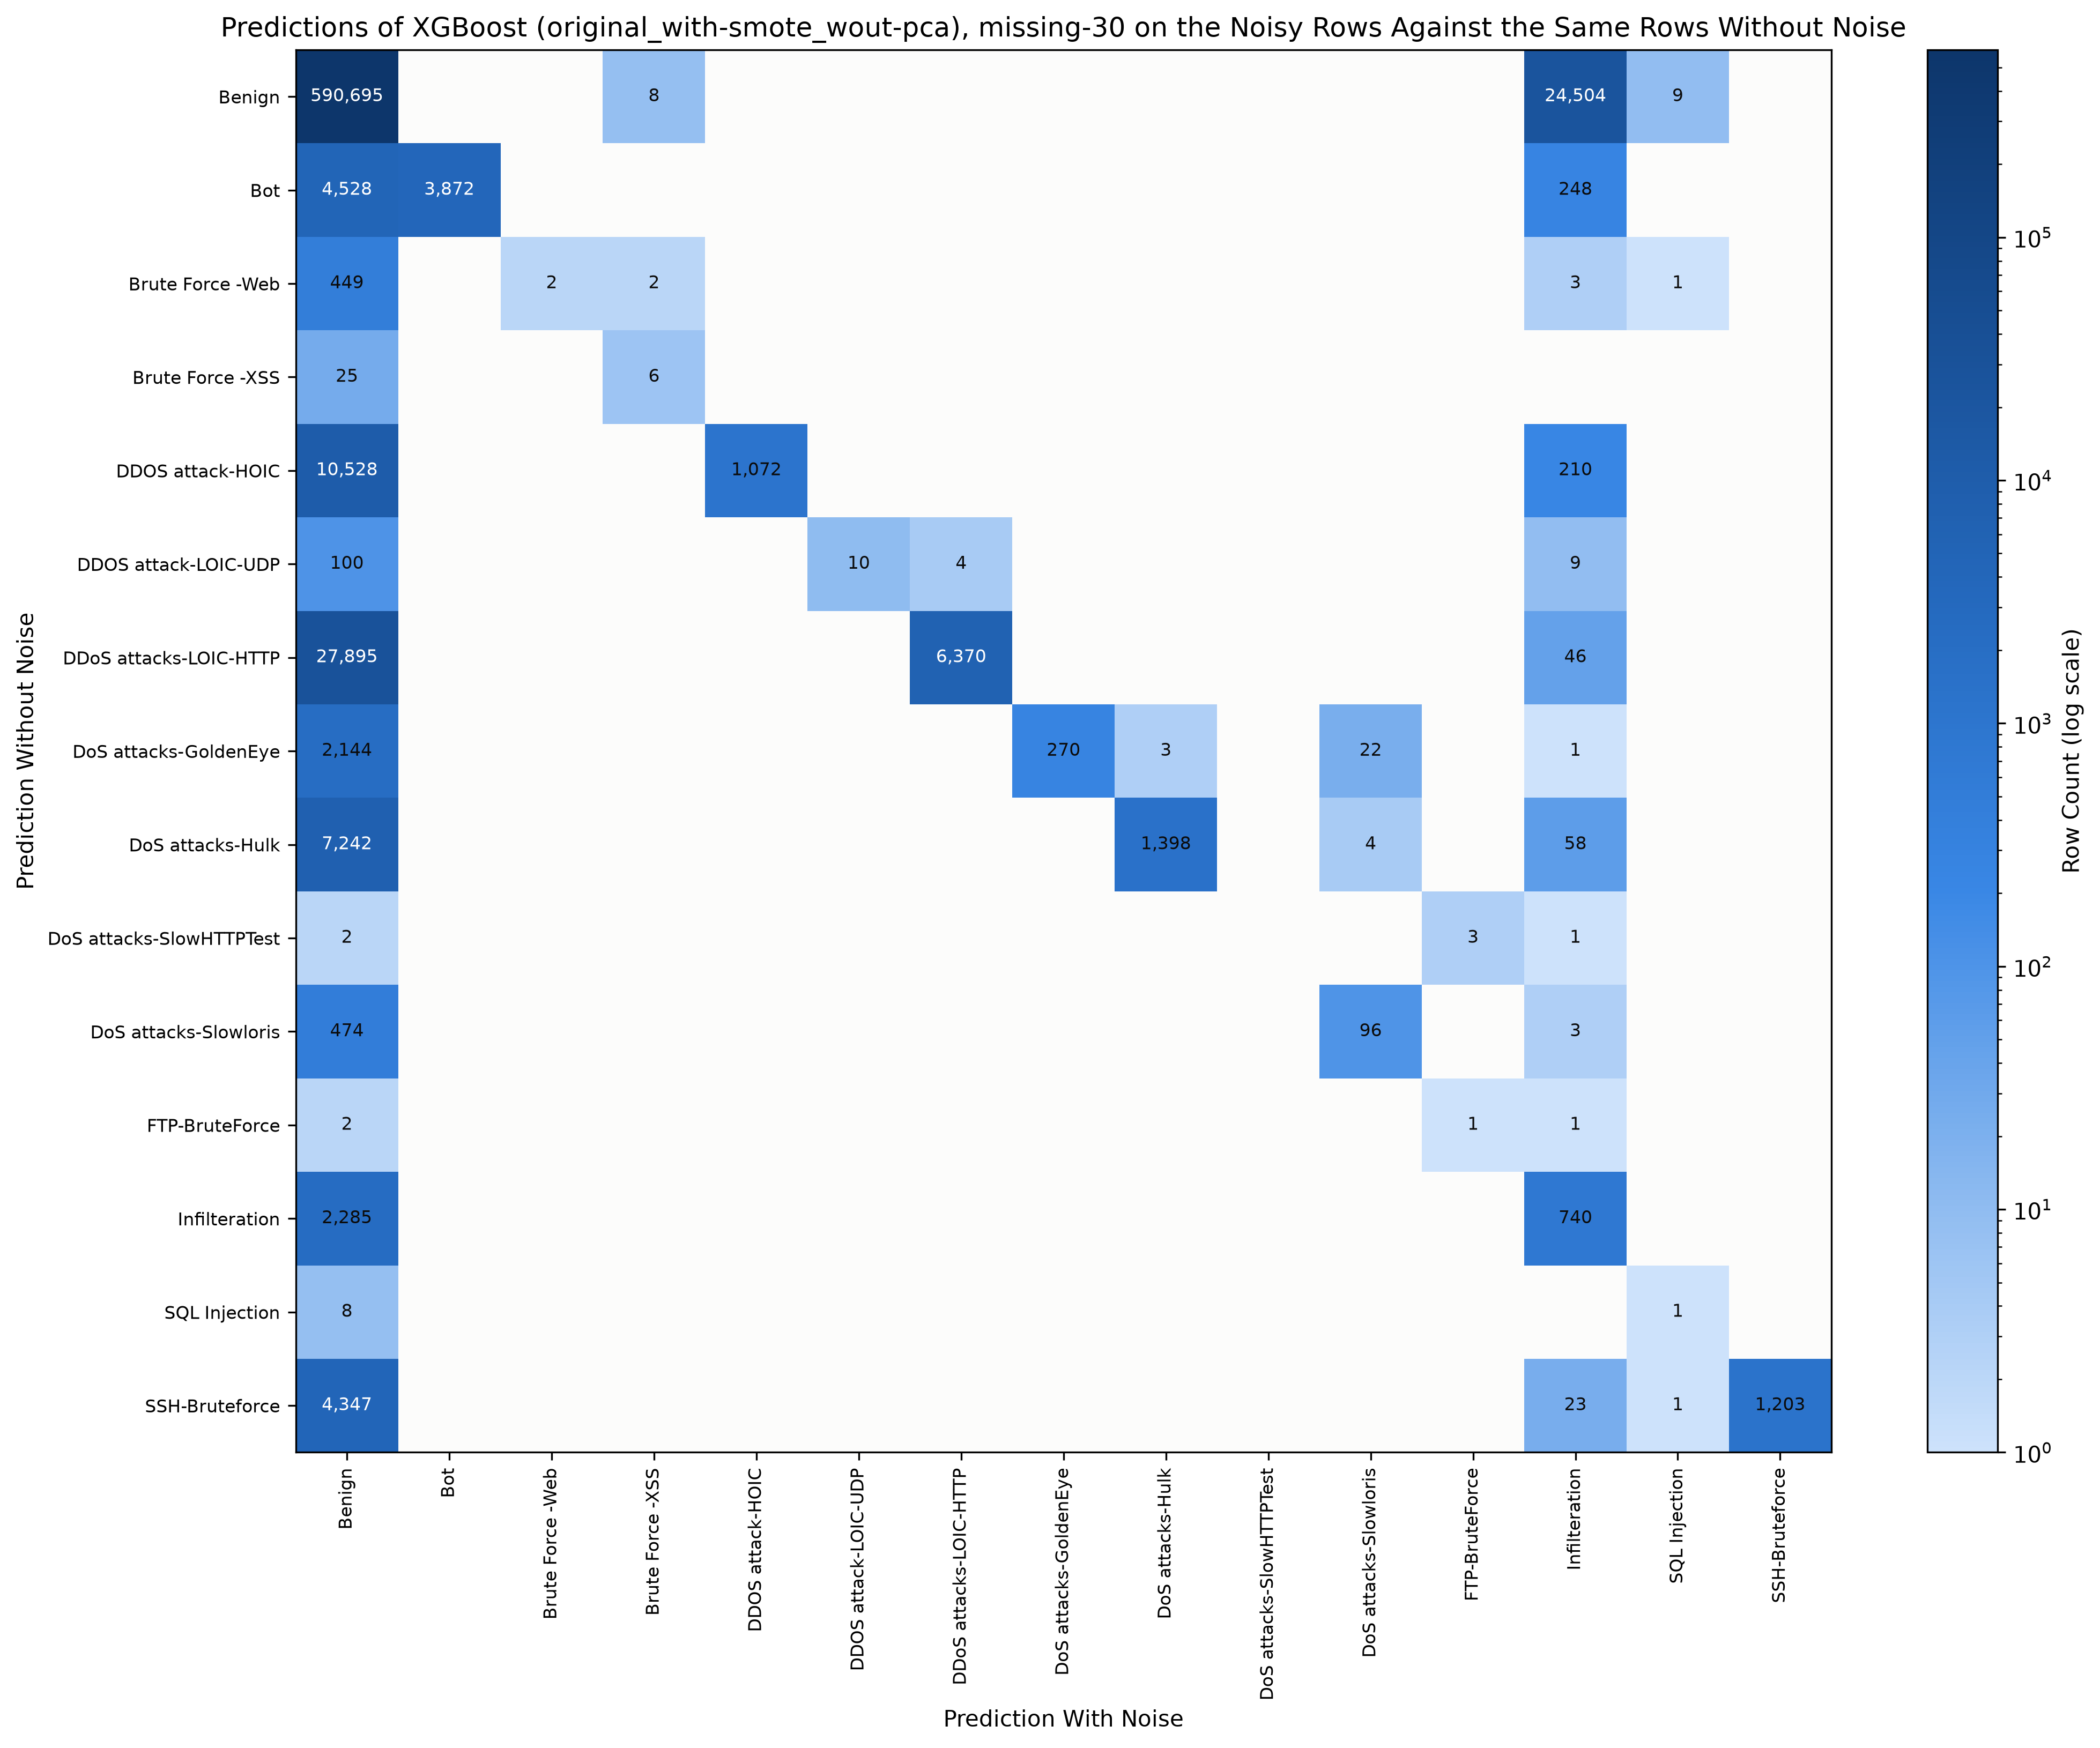 Predictions of XGBoost (original_with-smote_wout-pca), missing-30 on the Noisy Rows Against the Same Rows Without Noise
Prediction Without Noise
Benign 590,695 8 24,504 9
Bot 4,528 3,872 248
Brute Force -Web 449 2 2 3 1
Brute Force -XSS 25 6
DDOS attack-HOIC 10,528 1,072 210
DDOS attack-LOIC-UDP 100 10 4 9
DDoS attacks-LOIC-HTTP 27,895 6,370 46
DoS attacks-GoldenEye 2,144 270 3 22 1
DoS attacks-Hulk 7,242 1,398 4 58
DoS attacks-SlowHTTPTest 2 3 1
DoS attacks-Slowloris 474 96 3
FTP-BruteForce 2 1 1
Infilteration 2,285 740
SQL Injection 8 1
SSH-Bruteforce 4,347 23 1 1,203
Benign
Bot
Brute Force -Web
Brute Force -XSS
DDOS attack-HOIC
DDOS attack-LOIC-UDP
DDoS attacks-LOIC-HTTP
DoS attacks-GoldenEye
DoS attacks-Hulk
DoS attacks-SlowHTTPTest
DoS attacks-Slowloris
FTP-BruteForce
Infilteration
SQL Injection
SSH-Bruteforce
Prediction With Noise
10⁵
10⁴
10³
10²
10¹
10⁰
Row Count (log scale)